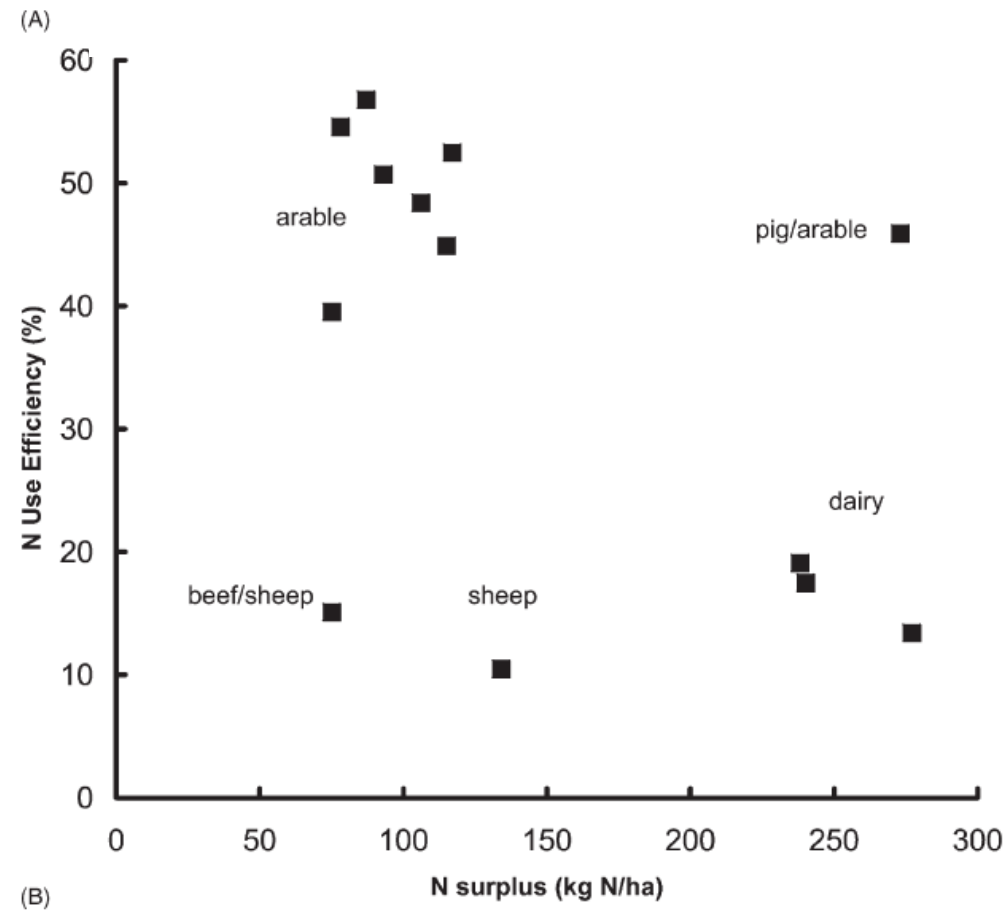 (A)
60
50
40
30
20
10
0
N Use Efficiency (%)
arable
pig/arable
dairy
beef/sheep
sheep
0 50 100 150 200 250 300
N surplus (kg N/ha)
(B)